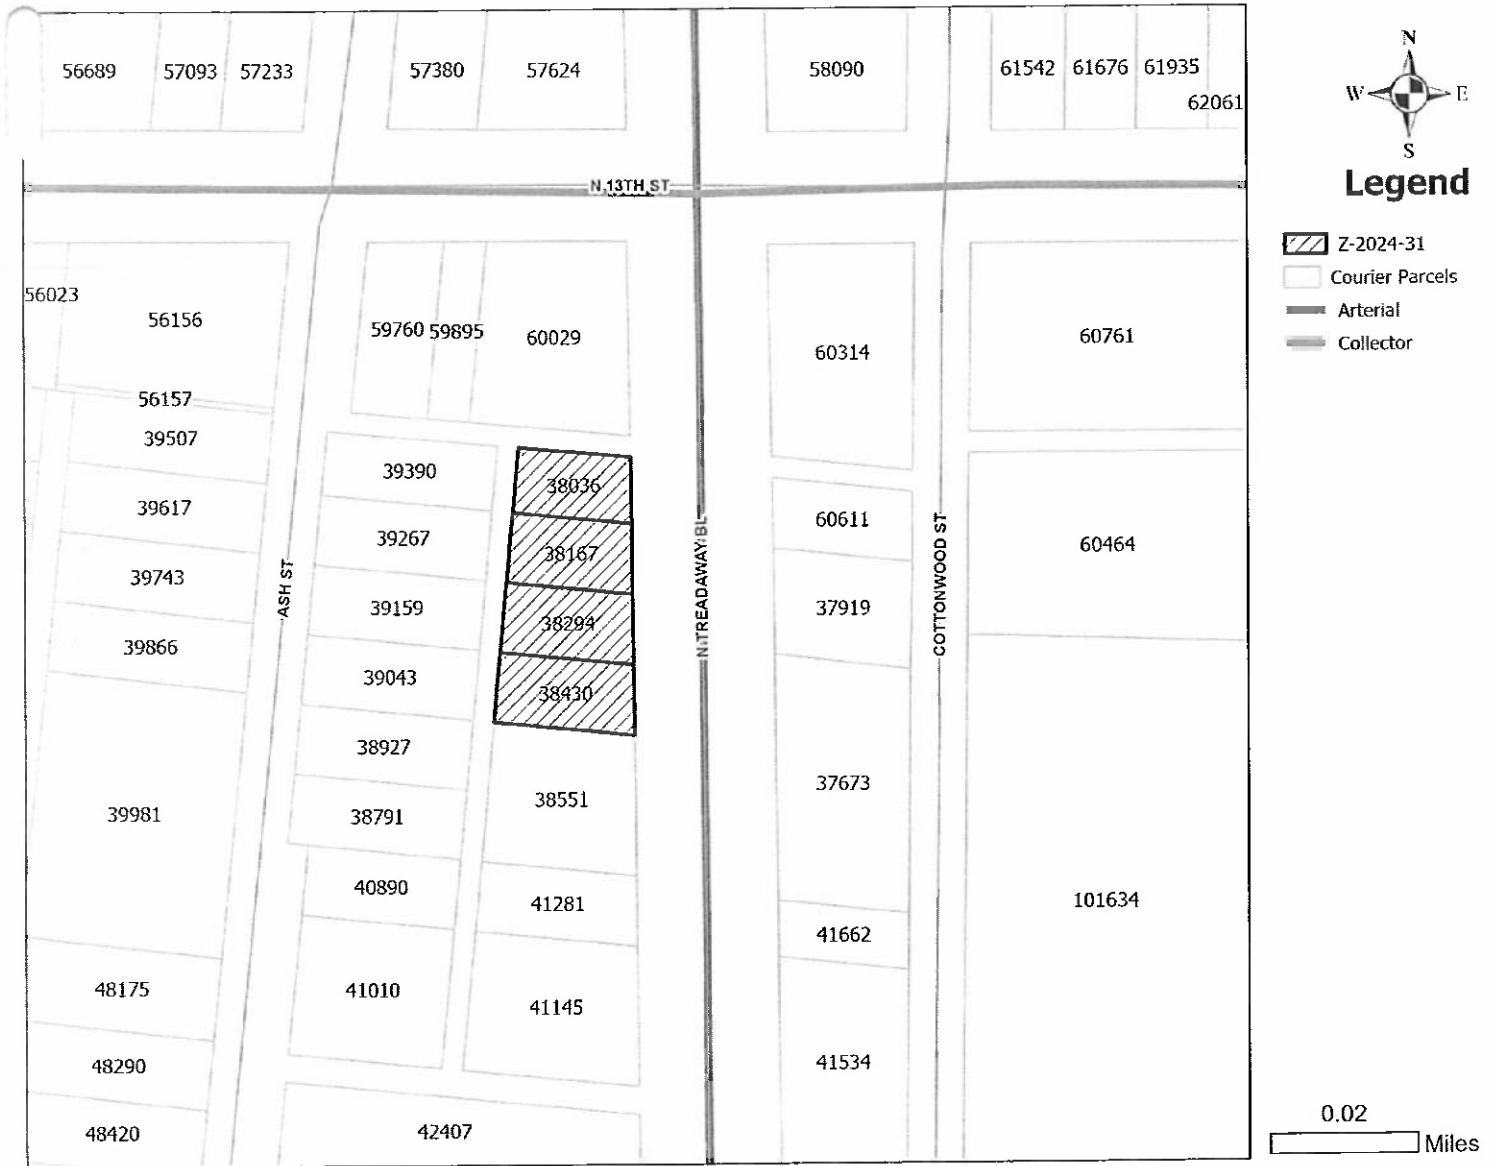 56689 57093 57233 57380 57624 58090 61542 61676 61935
62061
N
W E
S
Legend
Z-2024-31
Courier Parcels
Arterial
Collector
N 13TH ST
56023
56156
59760 59895 60029
60314
60761
56157
39507
39617
39743
39866
39981
48175
48290
48420
ASH ST
39390
39267
39159
39043
38927
38791
40890
41010
42407
38036
38167
38294
38430
38551
41281
41145
N TREADAWAY BL
60611
37919
37673
41662
41534
COTTONWOOD ST
60464
101634
0.02
Miles